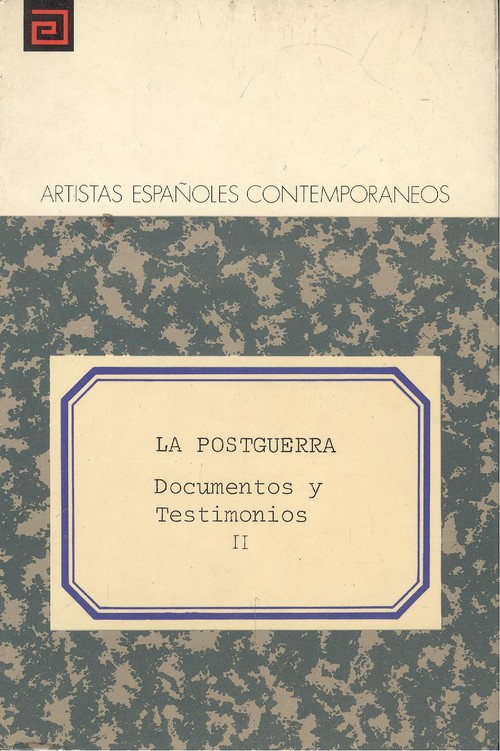 ARTISTAS ESPAÑOLES CONTEMPORANEOS
LA POSTGUERRA
Documentos y
Testimonios
II